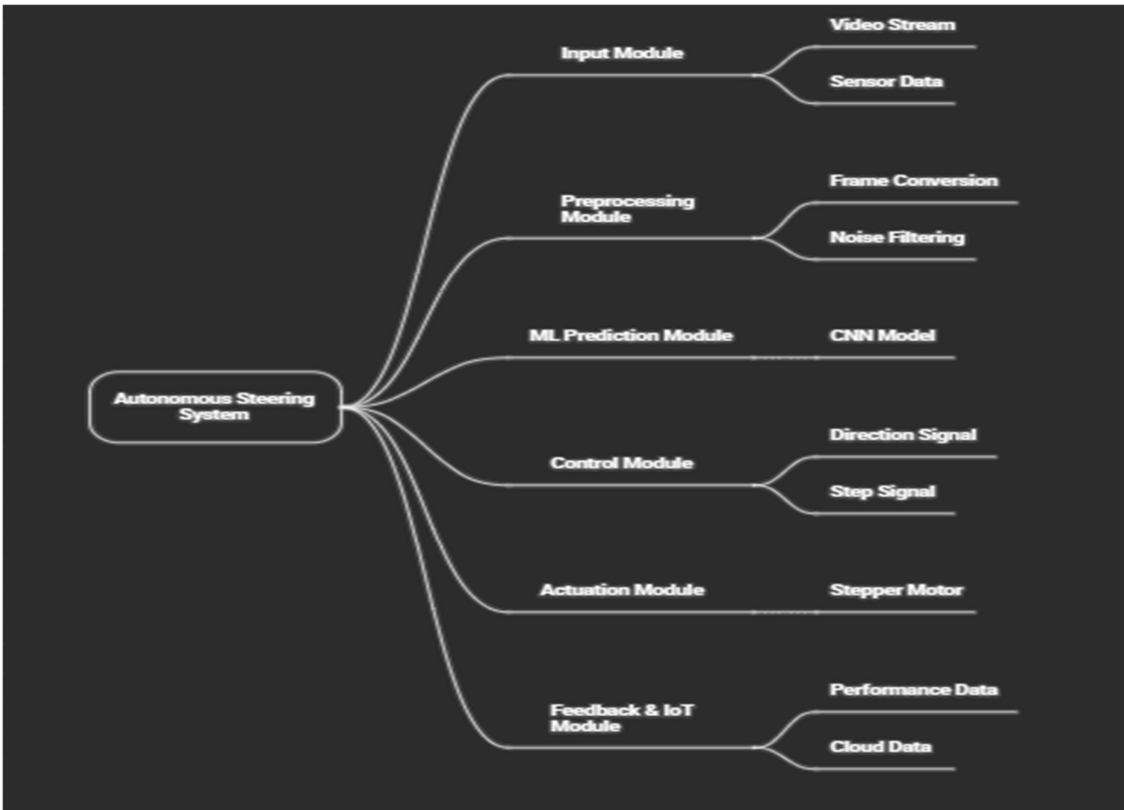 Autonomous Steering
System
Input Module
Video Stream
Sensor Data
Preprocessing
Module
Frame Conversion
Noise Filtering
ML Prediction Module
CNN Model
Control Module
Direction Signal
Step Signal
Actuation Module
Stepper Motor
Feedback & IoT
Module
Performance Data
Cloud Data